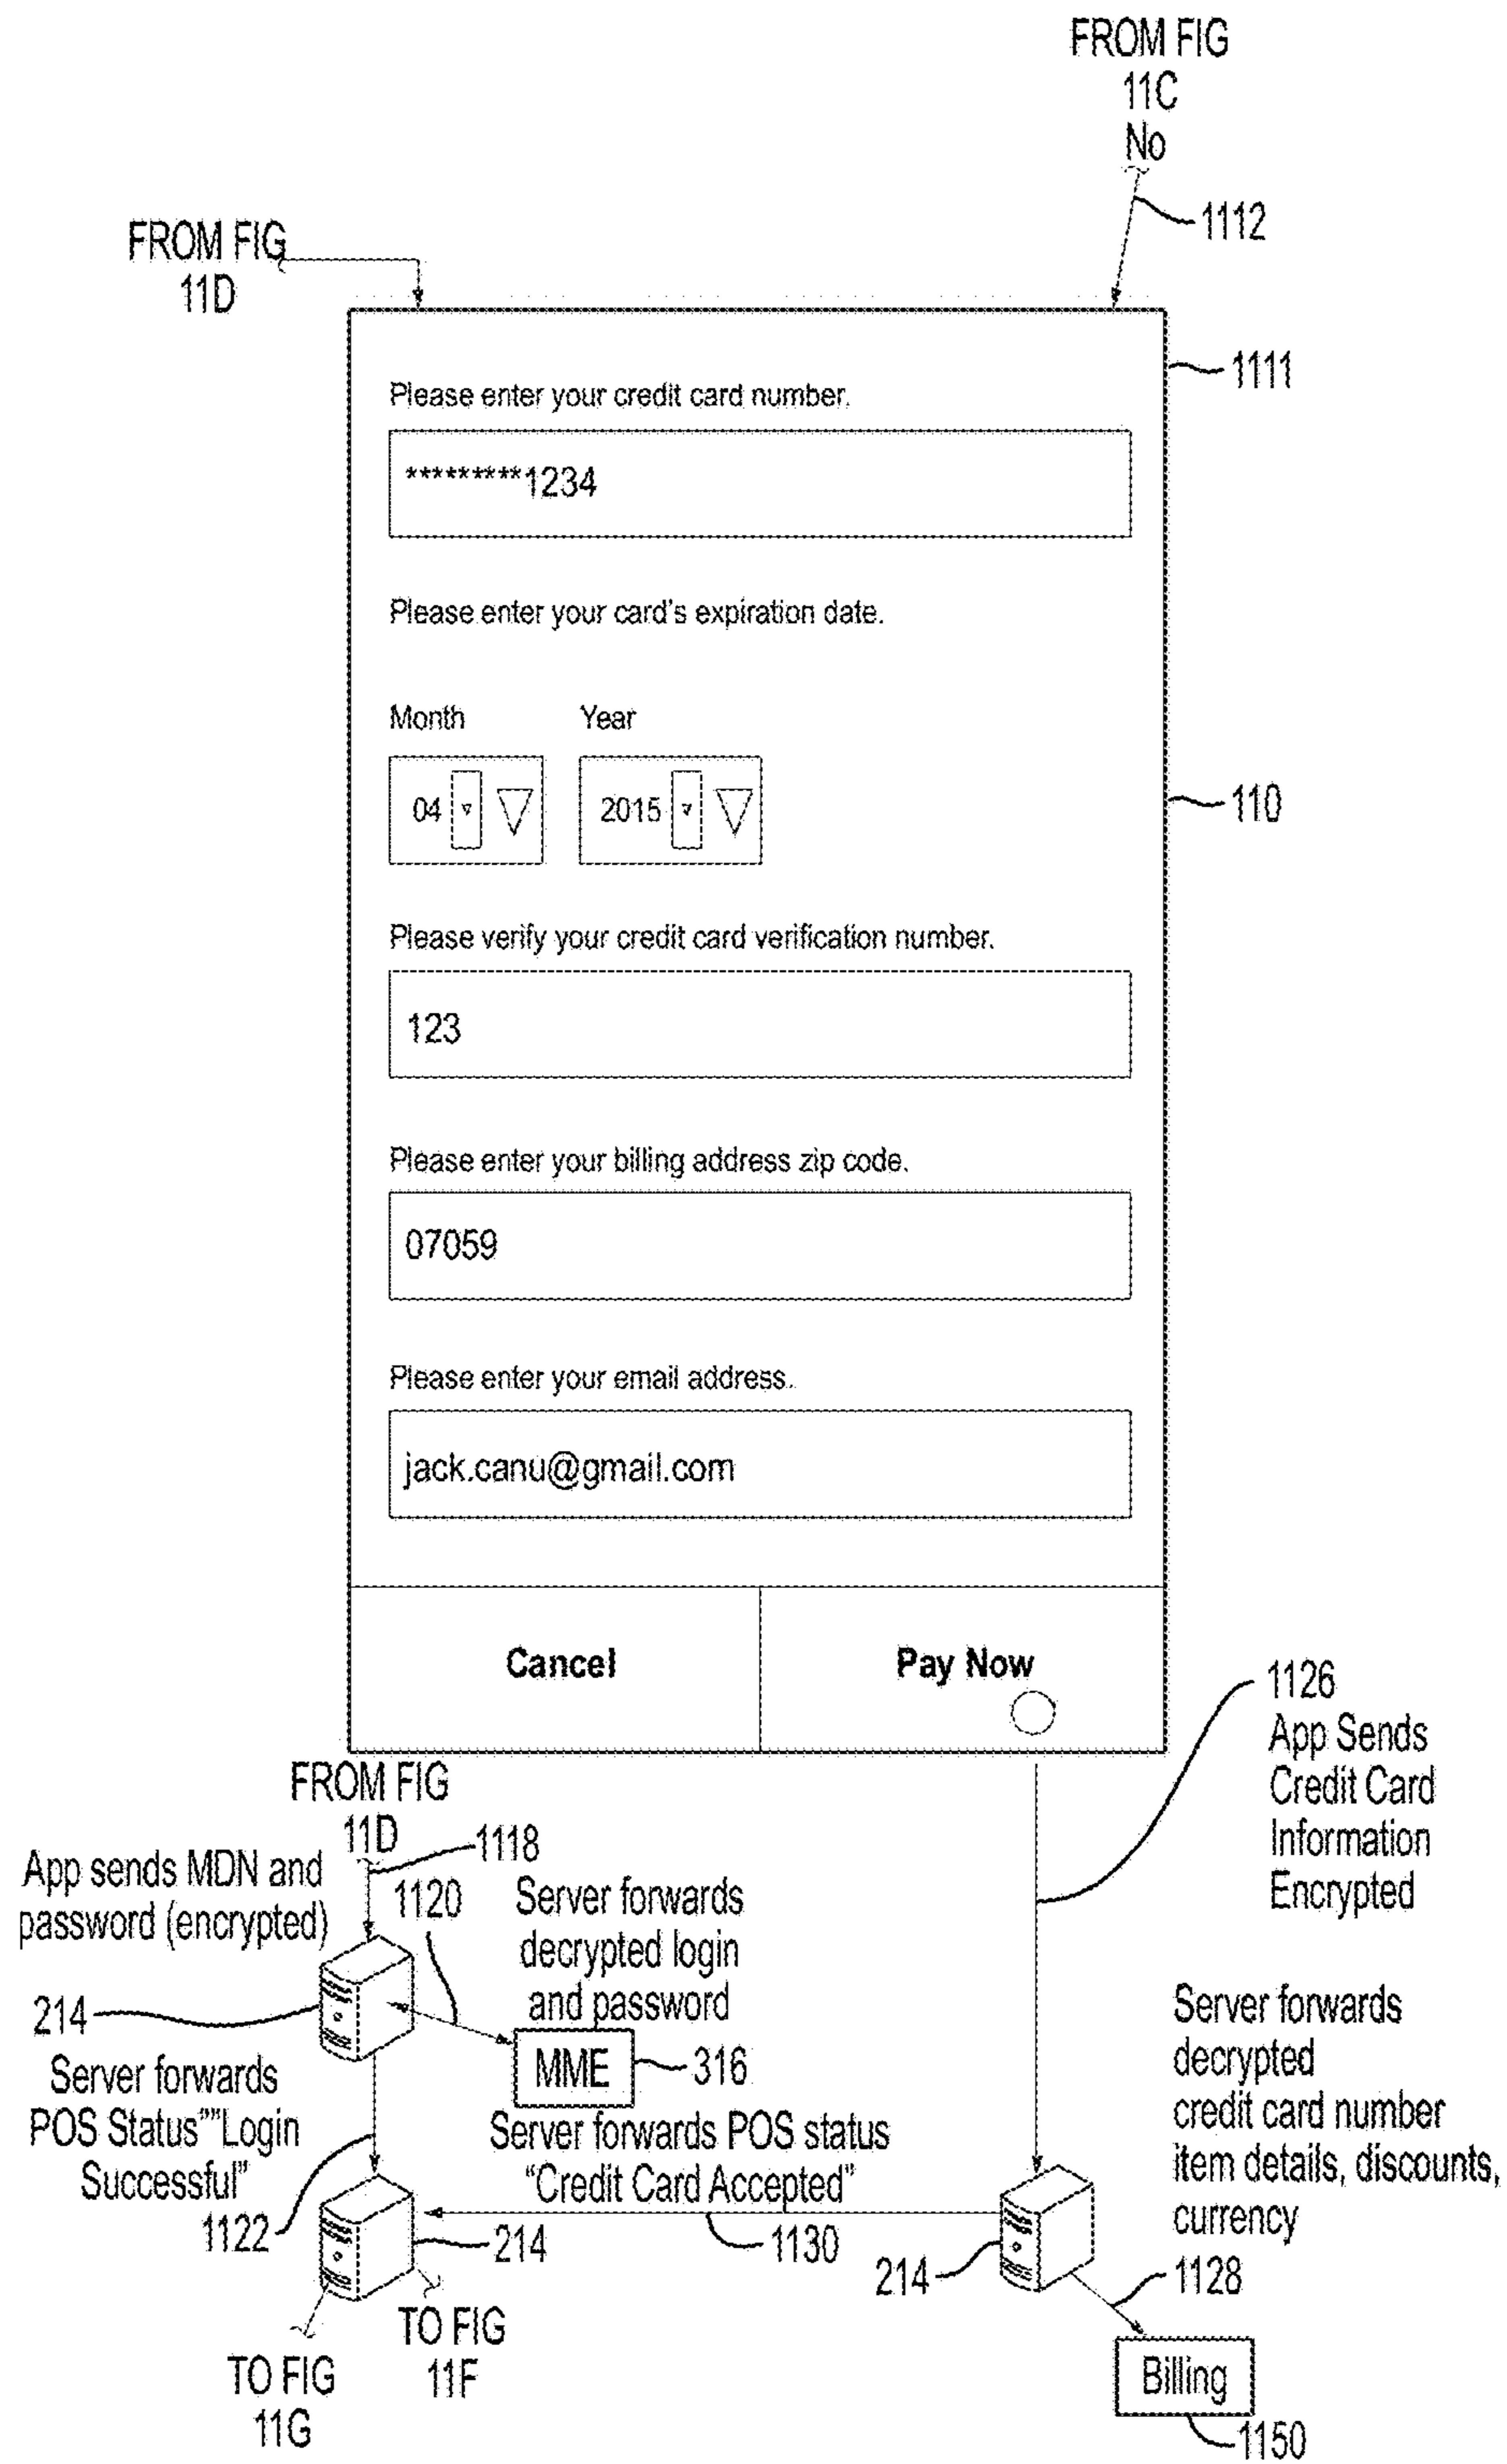 FROM FIG
11C
No
1112
FROM FIG
11D
1111
Please enter your credit card number.
*********1234
Please enter your card's expiration date.
Month Year
04 2015
110
Please verify your credit card verification number.
123
Please enter your billing address zip code.
07059
Please enter your email address.
jack.canu@gmail.com
Cancel Pay Now
1126
App Sends
Credit Card
Information
Encrypted
FROM FIG
11D
1118
App sends MDN and
password (encrypted)
1120
Server forwards
decrypted login
and password
214
MME
316
Server forwards
POS Status""Login
Successful"
1122
Server forwards POS status
"Credit Card Accepted"
1130
214
214
Server forwards
decrypted
credit card number
item details, discounts,
currency
1128
TO FIG
11F
TO FIG
11G
Billing
1150